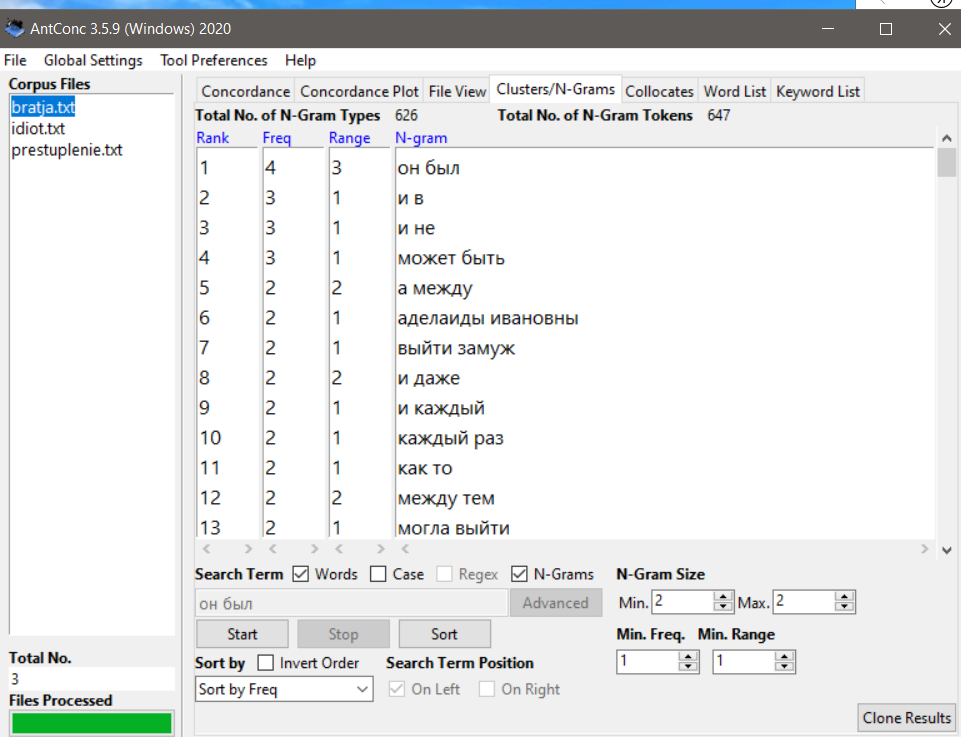 AntConc 3.5.9 (Windows) 2020
File Global Settings Tool Preferences Help
Corpus Files
bratja.txt
idiot.txt
prestuplenie.txt
Concordance Concordance Plot File View Clusters/N-Grams Collocates Word List Keyword List
Total No. of N-Gram Types 626 Total No. of N-Gram Tokens 647
Rank Freq Range N-gram
1 4 3 он был
2 3 1 и в
3 3 1 и не
4 3 1 может быть
5 2 2 а между
6 2 1 аделаиды ивановны
7 2 1 выйти замуж
8 2 2 и даже
9 2 1 и каждый
10 2 1 каждый раз
11 2 1 как то
12 2 2 между тем
13 2 1 могла выйти
Search Term Words Case Regex N-Grams N-Gram Size
он был Advanced Min. 2 Max. 2
Start Stop Sort Min. Freq. Min. Range
1 1
Total No.
3
Files Processed
Sort by Invert Order Search Term Position
Sort by Freq On Left On Right
Clone Results